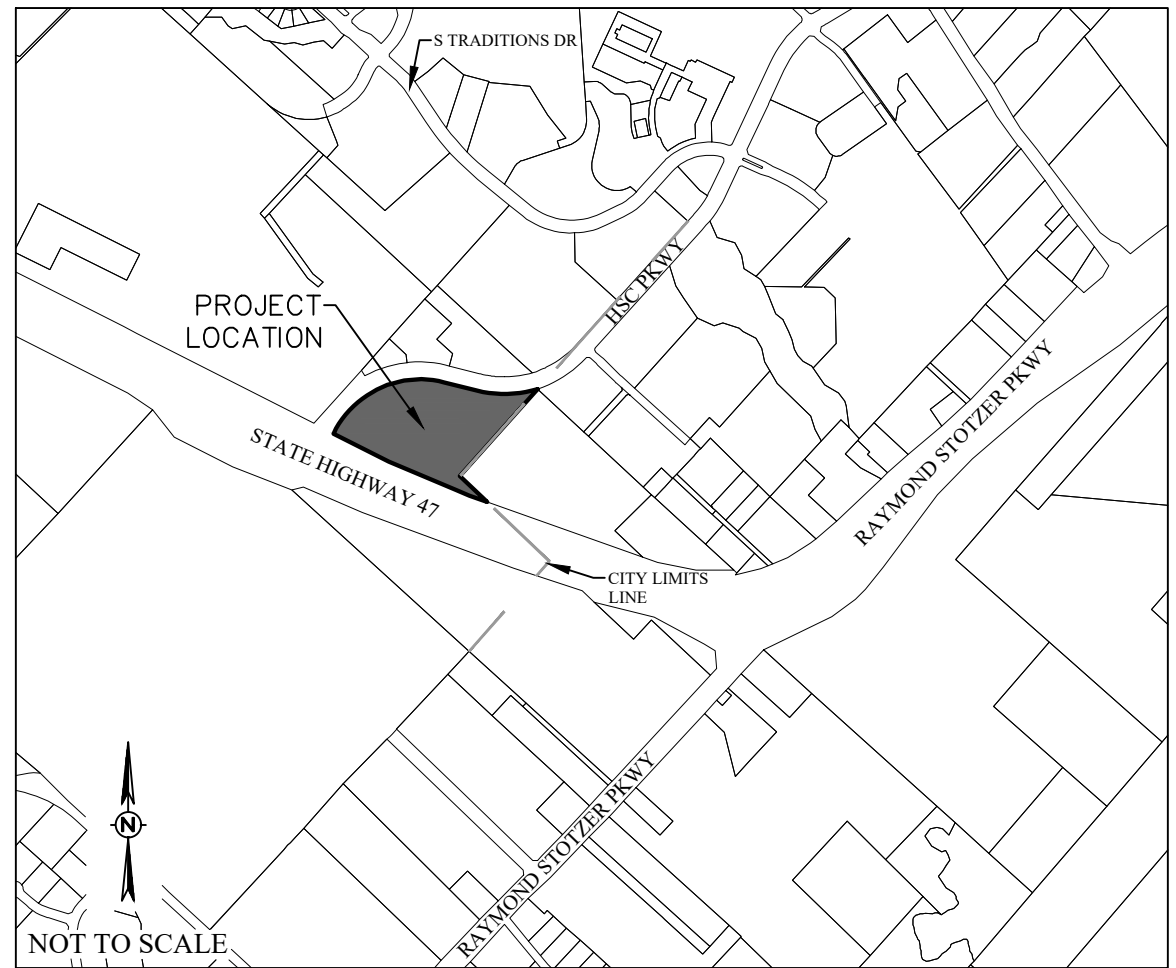 S TRADITIONS DR
HSC PKWY
PROJECT
LOCATION
STATE HIGHWAY 47
RAYMOND STOTZER PKWY
CITY LIMITS
LINE
RAYMOND STOTZER PKWY
N
NOT TO SCALE